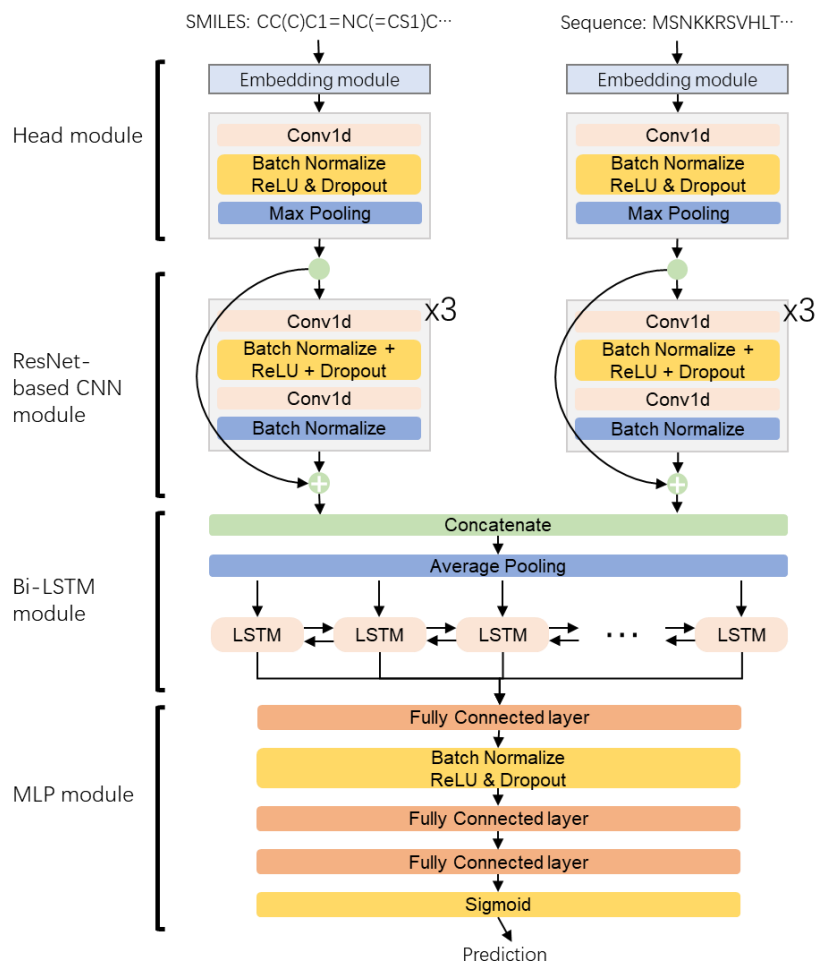 SMILES: CC(C)C1=NC(=CS1)C···
Sequence: MSNKKRSVHLT···
Head module
Embedding module
Conv1d
Batch Normalize
ReLU & Dropout
Max Pooling
Embedding module
Conv1d
Batch Normalize
ReLU & Dropout
Max Pooling
ResNet-
based CNN
module
x3
Conv1d
Batch Normalize +
ReLU + Dropout
Conv1d
Batch Normalize
x3
Conv1d
Batch Normalize +
ReLU + Dropout
Conv1d
Batch Normalize
Bi-LSTM
module
Concatenate
Average Pooling
LSTM
LSTM
LSTM
···
LSTM
MLP module
Fully Connected layer
Batch Normalize
ReLU & Dropout
Fully Connected layer
Fully Connected layer
Sigmoid
Prediction